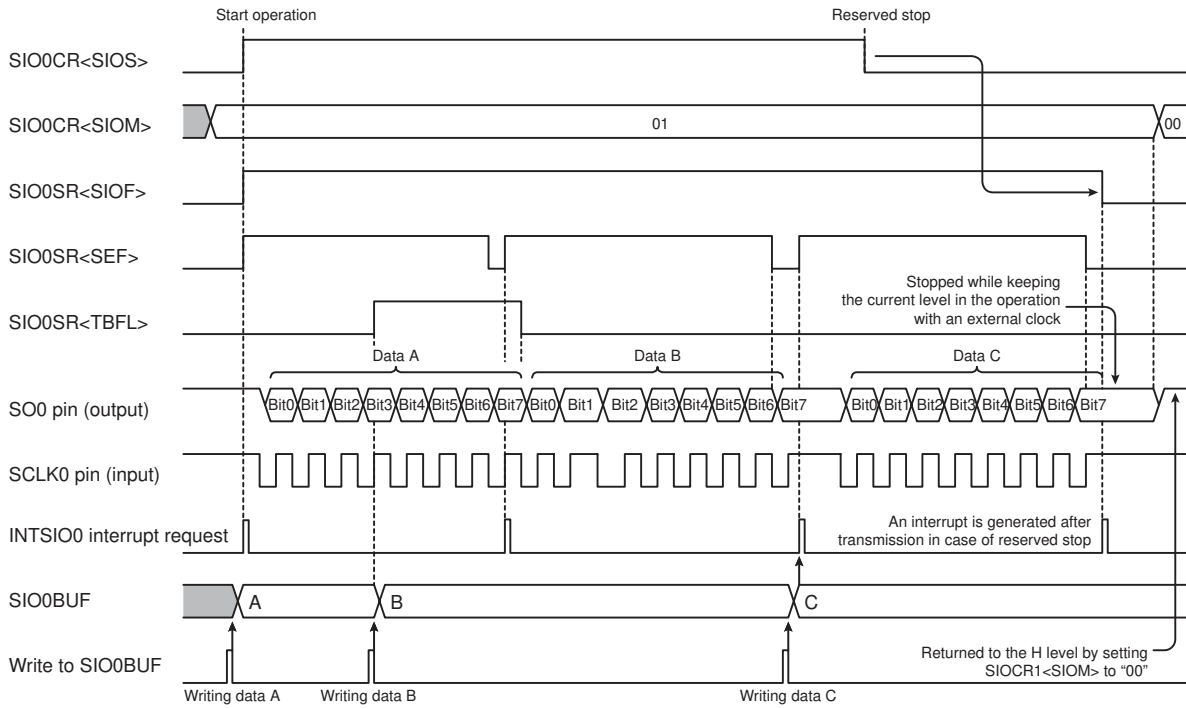 Start operation
Reserved stop
SIO0CR<SIOS>
SIO0CR<SIOM>
01
00
SIO0SR<SIOF>
SIO0SR<SEF>
Stopped while keeping
the current level in the operation
with an external clock
SIO0SR<TBFL>
Data A
Data B
Data C
SO0 pin (output)
Bit0 Bit1 Bit2 Bit3 Bit4 Bit5 Bit6 Bit7 Bit0 Bit1 Bit2 Bit3 Bit4 Bit5 Bit6 Bit7 Bit0 Bit1 Bit2 Bit3 Bit4 Bit5 Bit6 Bit7
SCLK0 pin (input)
INTSIO0 interrupt request
An interrupt is generated after
transmission in case of reserved stop
SIO0BUF
A
B
C
Write to SIO0BUF
Returned to the H level by setting
SIOCR1<SIOM> to “00”
Writing data A
Writing data B
Writing data C